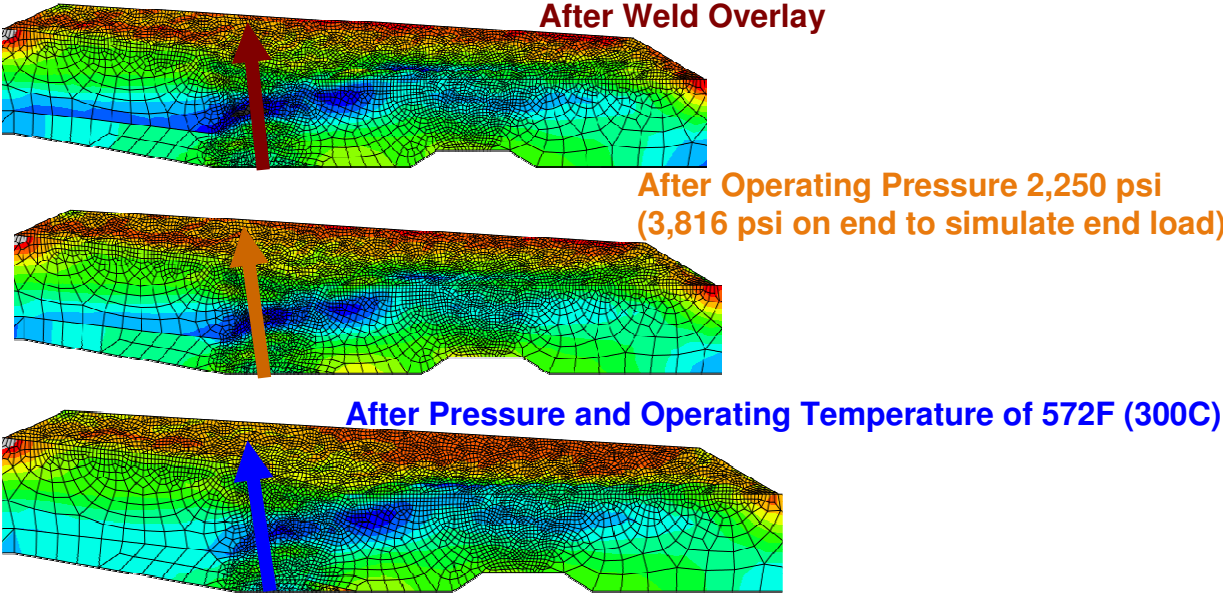 After Weld Overlay
After Operating Pressure 2,250 psi
(3,816 psi on end to simulate end load)
After Pressure and Operating Temperature of 572F (300C)